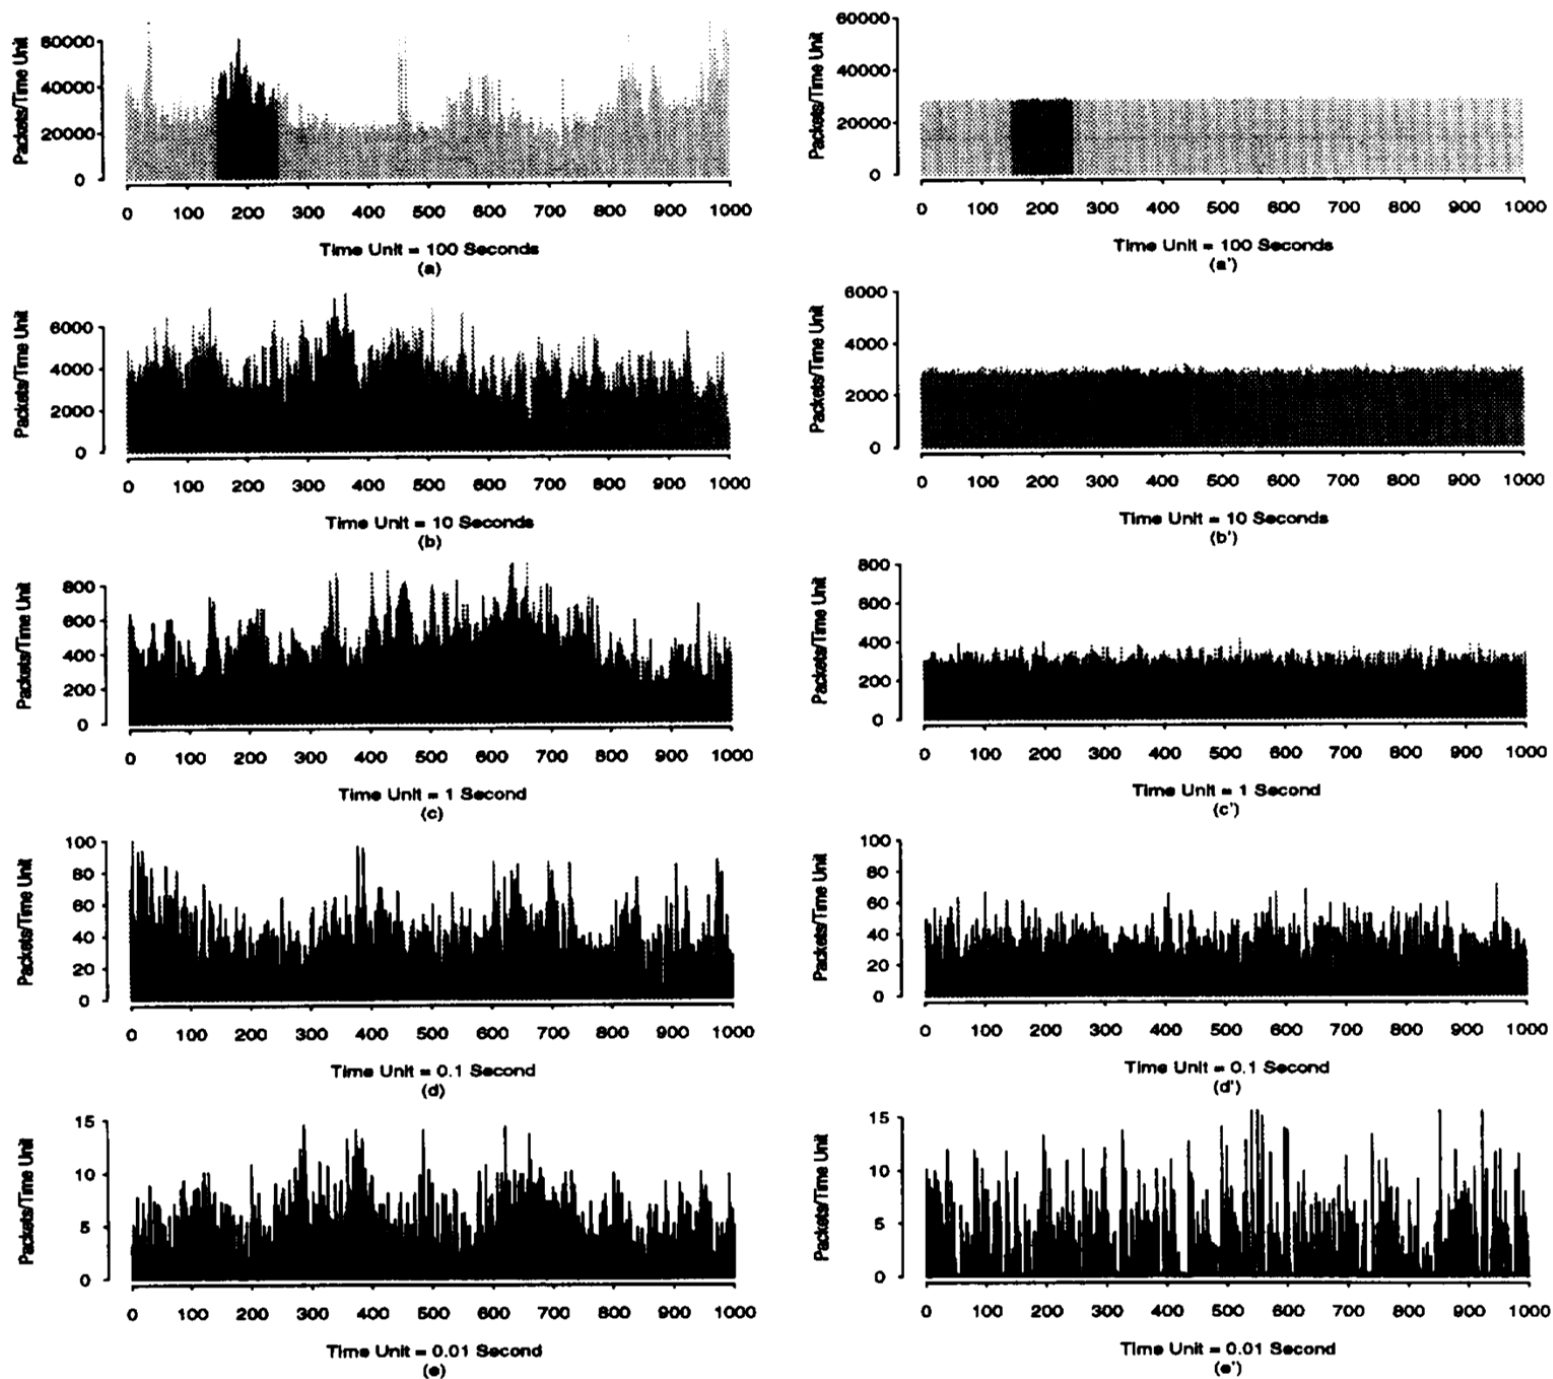 Packets/Time Unit
60000
40000
20000
0
0 100 200 300 400 500 600 700 800 900 1000
Time Unit = 100 Seconds
(a)
Packets/Time Unit
60000
40000
20000
0
0 100 200 300 400 500 600 700 800 900 1000
Time Unit = 100 Seconds
(a')
Packets/Time Unit
6000
4000
2000
0
0 100 200 300 400 500 600 700 800 900 1000
Time Unit = 10 Seconds
(b)
Packets/Time Unit
6000
4000
2000
0
0 100 200 300 400 500 600 700 800 900 1000
Time Unit = 10 Seconds
(b')
Packets/Time Unit
800
600
400
200
0
0 100 200 300 400 500 600 700 800 900 1000
Time Unit = 1 Second
(c)
Packets/Time Unit
800
600
400
200
0
0 100 200 300 400 500 600 700 800 900 1000
Time Unit = 1 Second
(c')
Packets/Time Unit
100
80
60
40
20
0
0 100 200 300 400 500 600 700 800 900 1000
Time Unit = 0.1 Second
(d)
Packets/Time Unit
100
80
60
40
20
0
0 100 200 300 400 500 600 700 800 900 1000
Time Unit = 0.1 Second
(d')
Packets/Time Unit
15
10
5
0
0 100 200 300 400 500 600 700 800 900 1000
Time Unit = 0.01 Second
(e)
Packets/Time Unit
15
10
5
0
0 100 200 300 400 500 600 700 800 900 1000
Time Unit = 0.01 Second
(e')